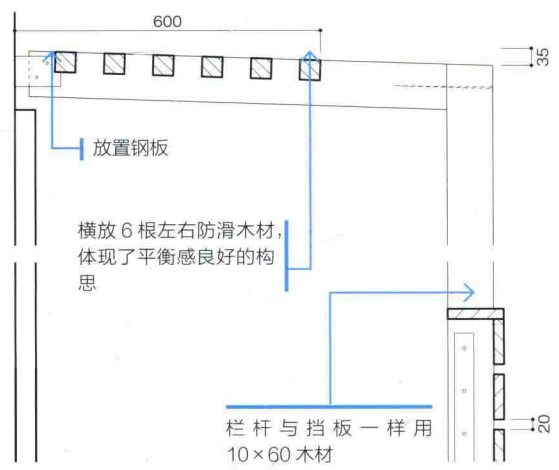 600
35
放置钢板
横放6根左右防滑木材，
体现了平衡感良好的构
思
栏杆与挡板一样用
10×60木材
20